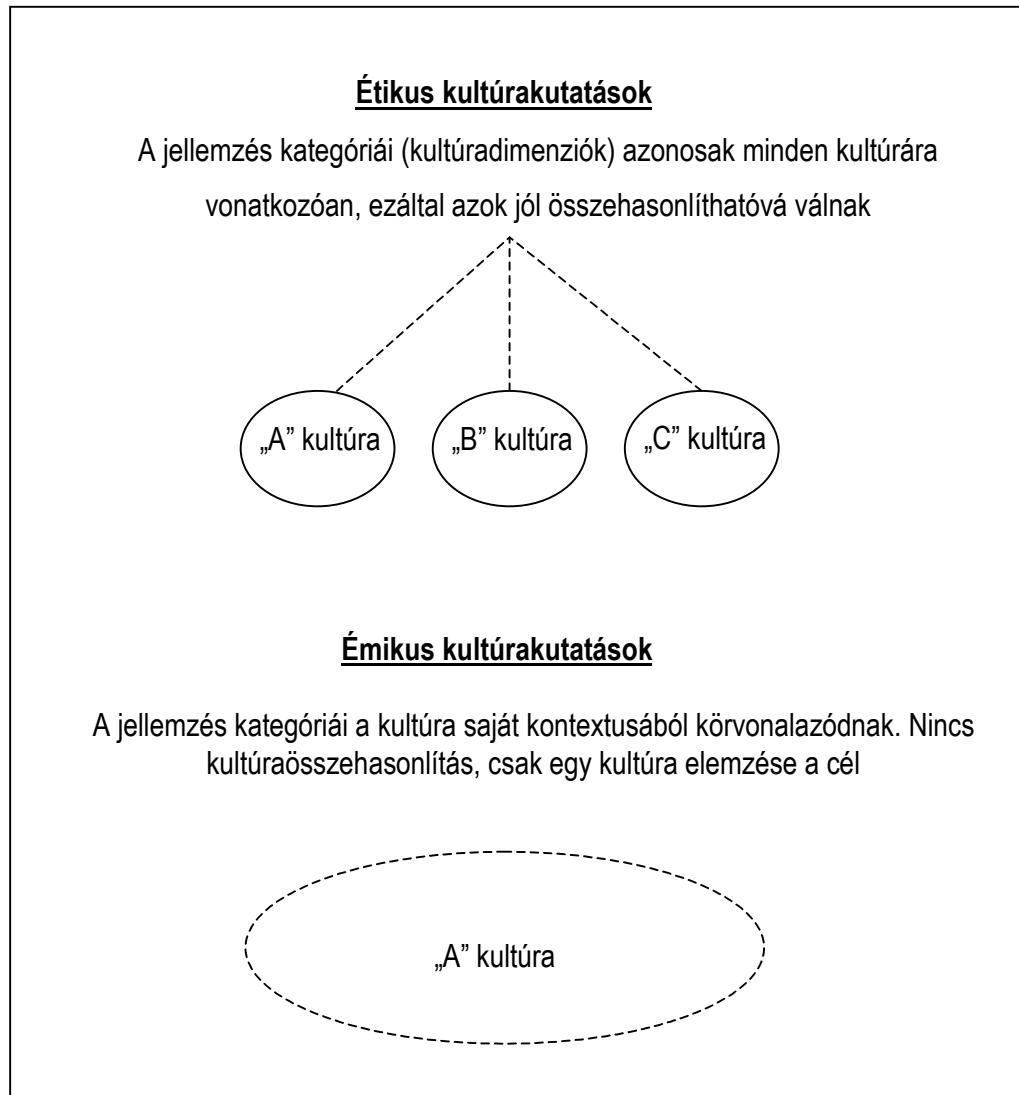 Étikus kultúrakutatások
A jellemzés kategóriái (kultúradimenziók) azonosak minden kultúrára
vonatkozóan, ezáltal azok jól összehasonlíthatóvá válnak
„A” kultúra
„B” kultúra
„C” kultúra
Émikus kultúrakutatások
A jellemzés kategóriái a kultúra saját kontextusából körvonalazódnak. Nincs
kultúraösszehasonlítás, csak egy kultúra elemzése a cél
„A” kultúra